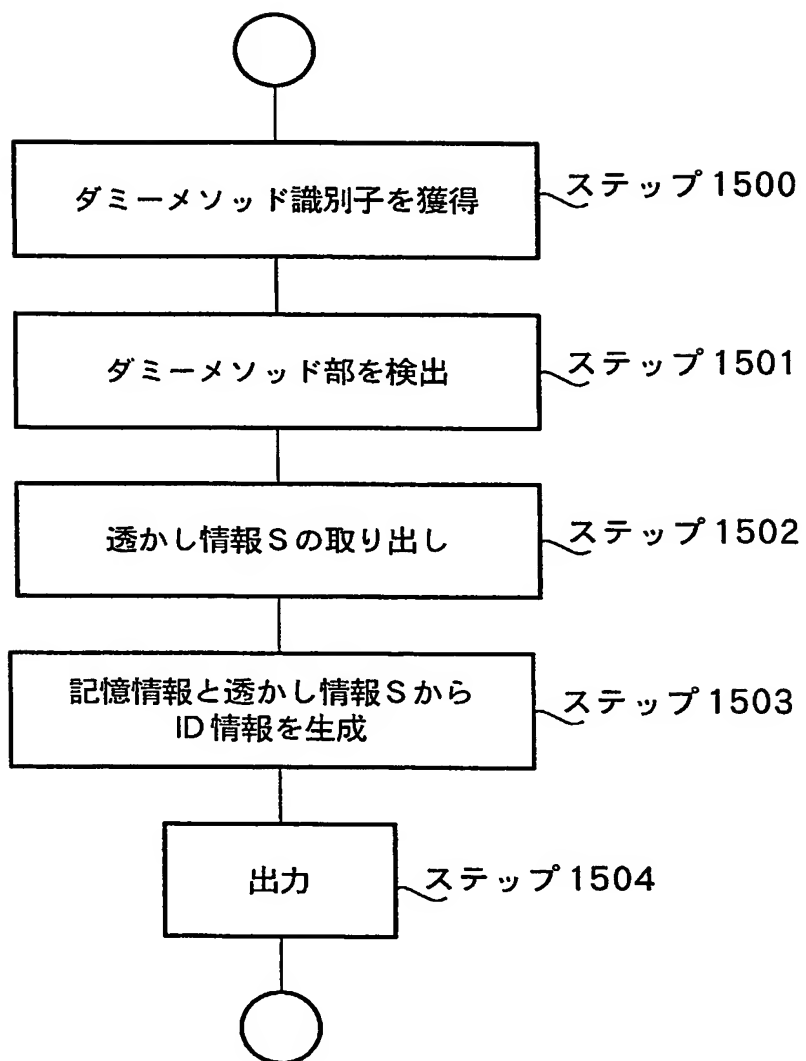 ダミーメソッド識別子を獲得
ステップ1500
ダミーメソッド部を検出
ステップ1501
透かし情報Sの取り出し
ステップ1502
記憶情報と透かし情報Sから
ID情報を生成
ステップ1503
出力
ステップ1504